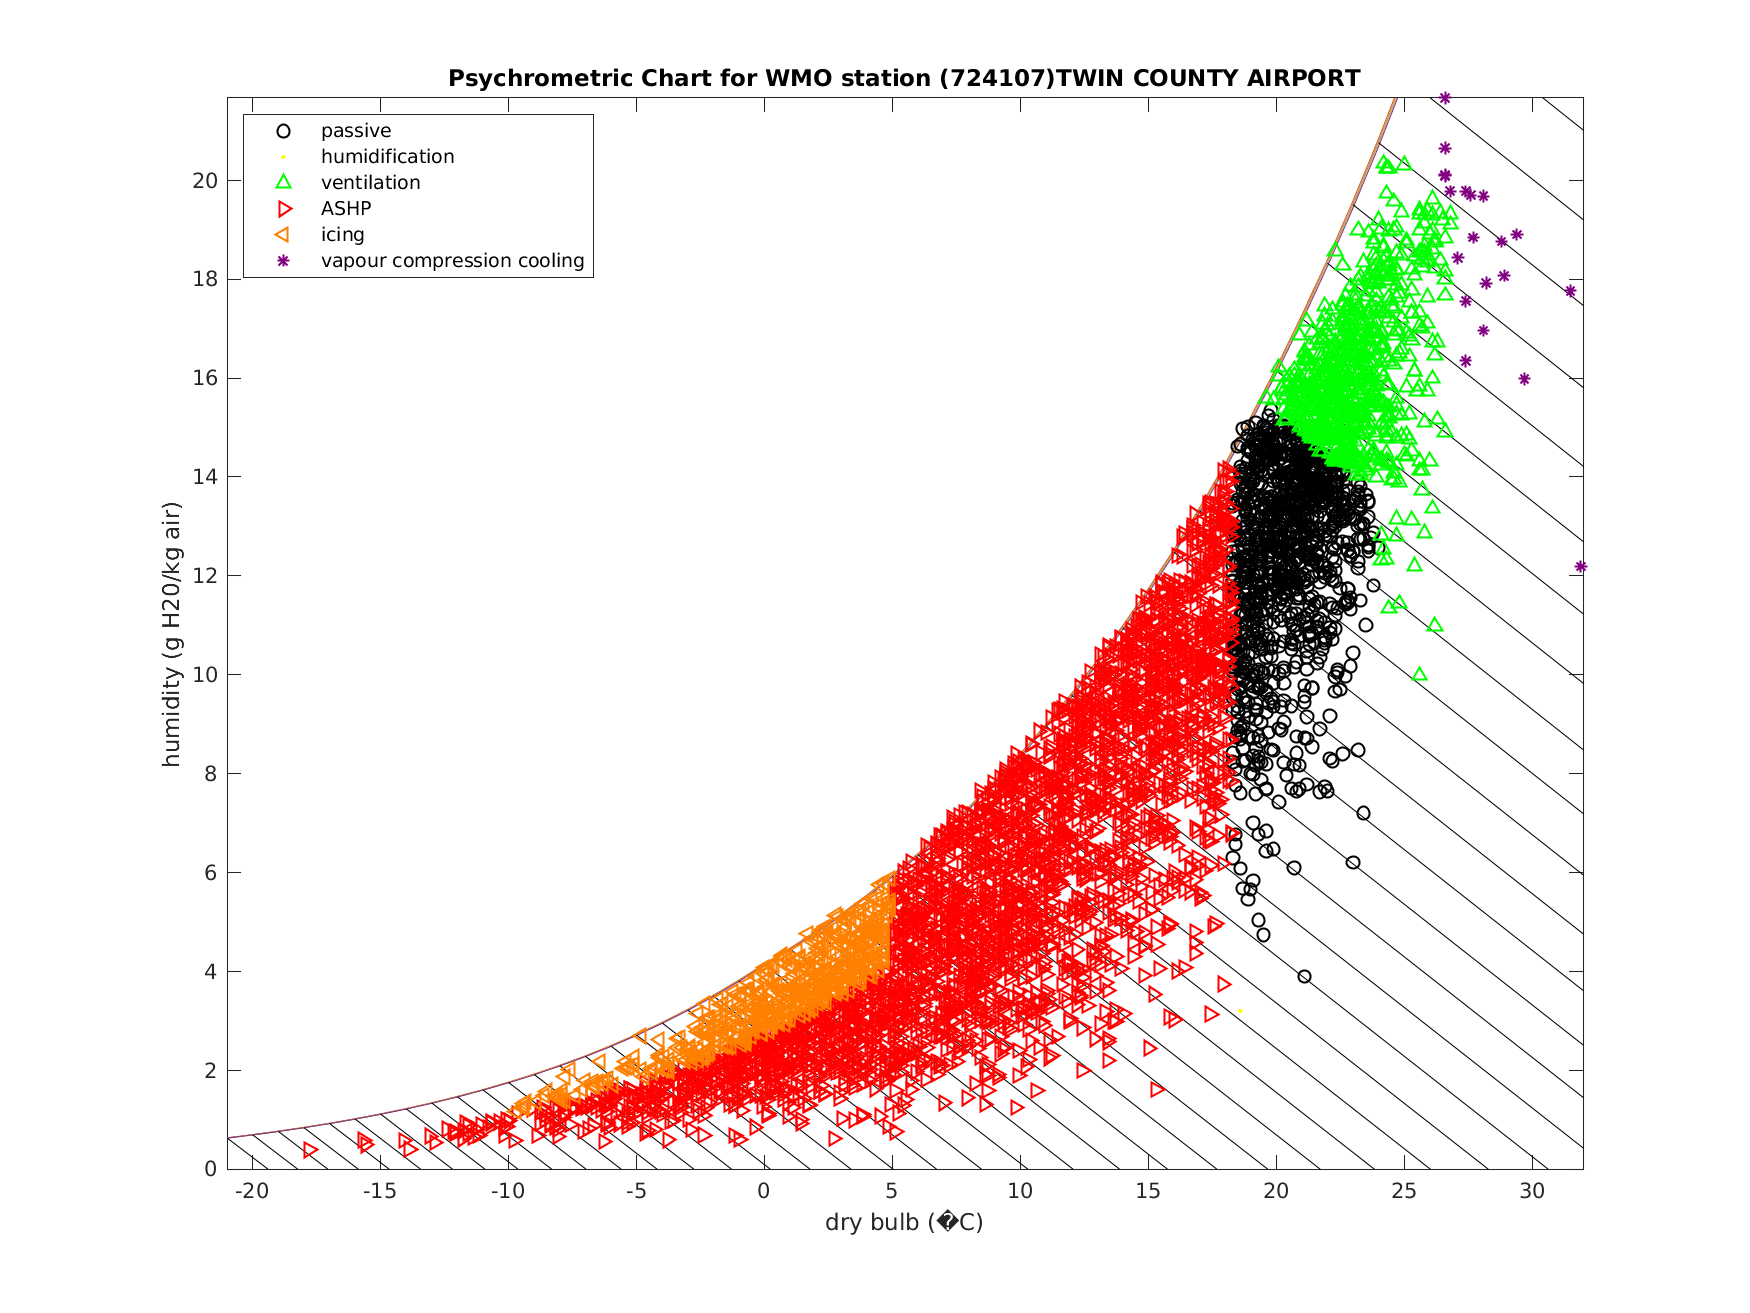 Psychrometric Chart for WMO station (724107)TWIN COUNTY AIRPORT
passive
humidification
ventilation
ASHP
icing
vapour compression cooling
humidity (g H20/kg air)
20
18
16
14
12
10
8
6
4
2
0
-20 -15 -10 -5 0 5 10 15 20 25 30
dry bulb (�C)